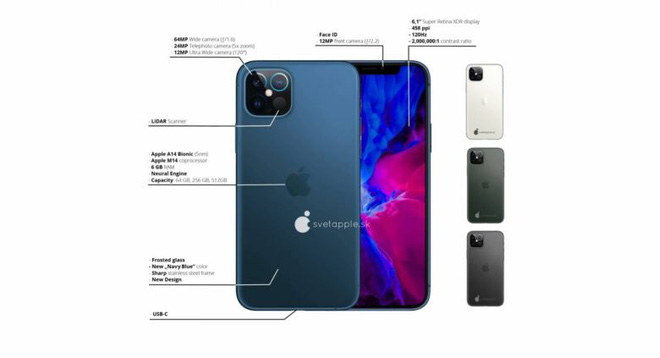 · 64MP Wide camera (ƒ/1.6)
· 24MP Telephoto camera (5x zoom)
· 12MP Ultra Wide camera (120°)
· Face ID
· 12MP Front camera (ƒ/2.2)
· 6,1" Super Retina XDR display
· 458 ppi
· 120Hz
· 2,000,000:1 contrast ratio
LiDAR Scanner
· Apple A14 Bionic (5nm)
· Apple M14 coprocessor
· 6 GB RAM
· Neural Engine
· Capacity: 64 GB, 256 GB, 512GB
svetapple.sk
· Frosted glass
· New „Navy Blue" color
· Sharp stainless steel frame
· New Design
· USB-C